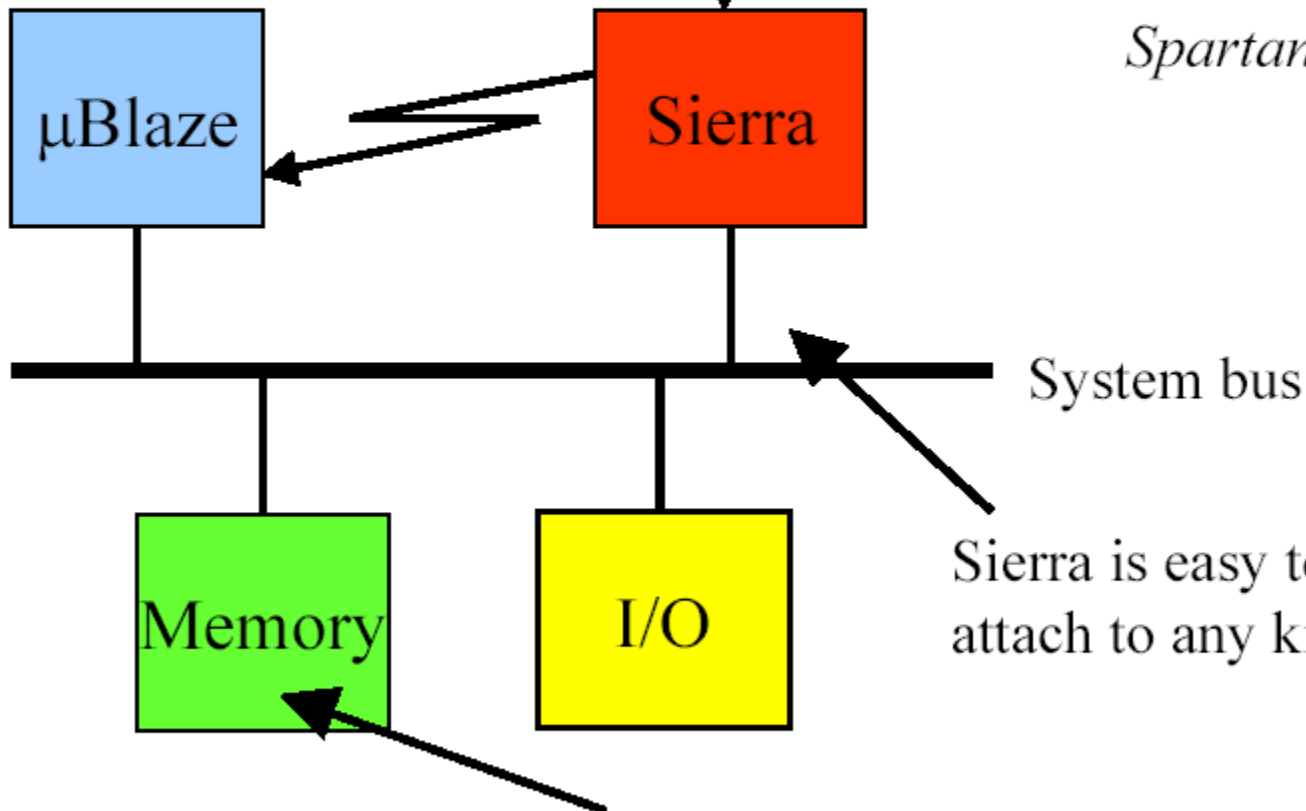 μBlaze
Sierra
Spartan
System bus
Memory
I/O
Sierra is easy
attach to any